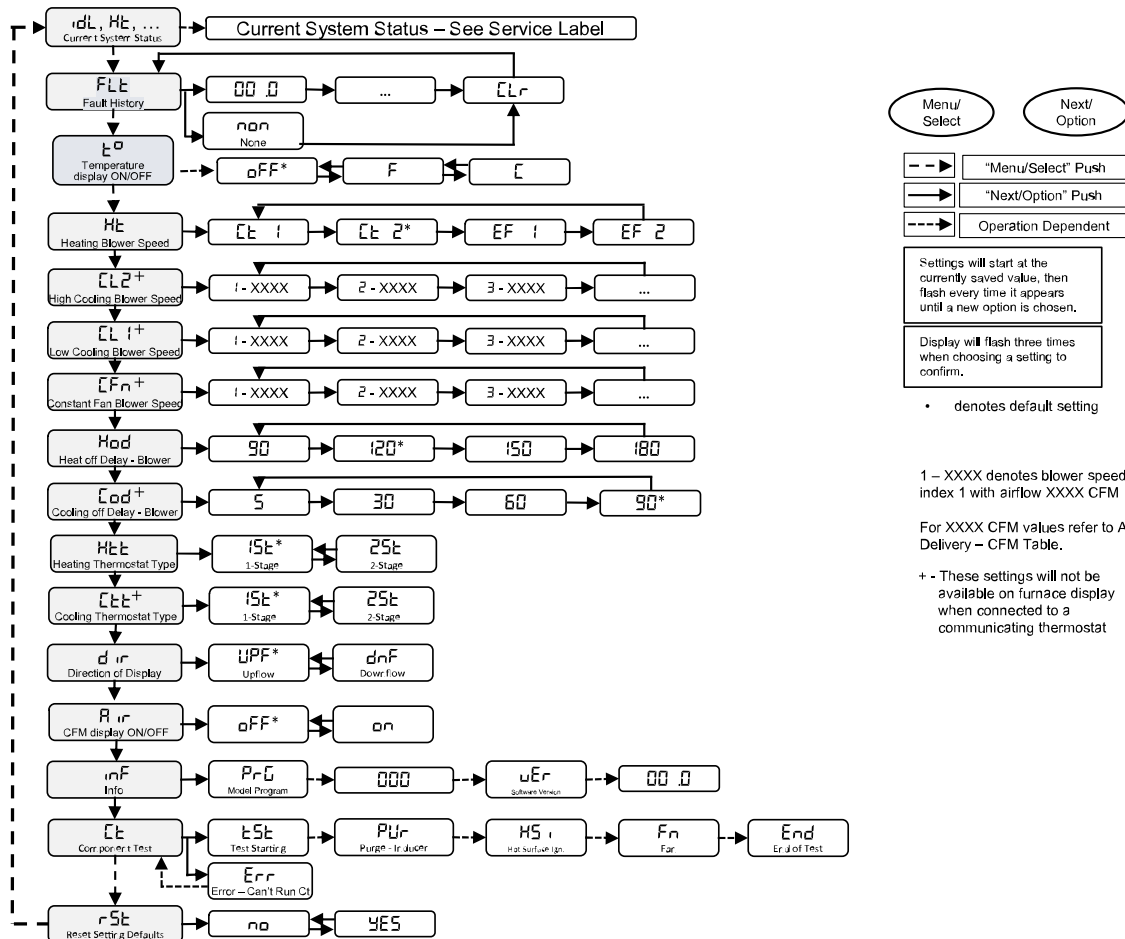 idL, Ht, ...
Current System Status
Current System Status – See Service Label
FLt
Fault History
00.0
...
CLr
non
None
to
Temperature
display ON/OFF
oFF*
F
C
Ht
Heating Blower Speed
Ct 1
Ct 2*
EF 1
EF 2
CL2+
High Cooling Blower Speed
1 - XXXX
2 - XXXX
3 - XXXX
...
CL1+
Low Cooling Blower Speed
1 - XXXX
2 - XXXX
3 - XXXX
...
CFn+
Constant Fan Blower Speed
1 - XXXX
2 - XXXX
3 - XXXX
...
Hod
Heat off Delay - Blower
90
120*
150
180
Cod+
Cooling off Delay - Blower
5
30
60
90*
Htt
Heating Thermostat Type
1St*
1-Stage
2St
2-Stage
Ctt+
Cooling Thermostat Type
1St*
1-Stage
2St
2-Stage
dir
Direction of Display
UPF*
Upflow
dnF
Downflow
Air
CFM display ON/OFF
oFF*
on
inF
Info
PrG
Model Program
000
uEr
Software Version
00.0
Ct
Component Test
tSt
Test Starting
PUr
Purge - Inducer
HSi
Hot Surface Ign.
Fn
Fan
End
End of Test
Err
Error – Can't Run Ct
rSt
Reset Setting Defaults
no
YES
Menu/
Select
Next/
Option
"Menu/Select" Push
"Next/Option" Push
Operation Dependent
Settings will start at the
currently saved value, then
flash every time it appears
until a new option is chosen.
Display will flash three times
when choosing a setting to
confirm.
• denotes default setting
1 – XXXX denotes blower speed
index 1 with airflow XXXX CFM
For XXXX CFM values refer to A
Delivery – CFM Table.
+ - These settings will not be
available on furnace display
when connected to a
communicating thermostat